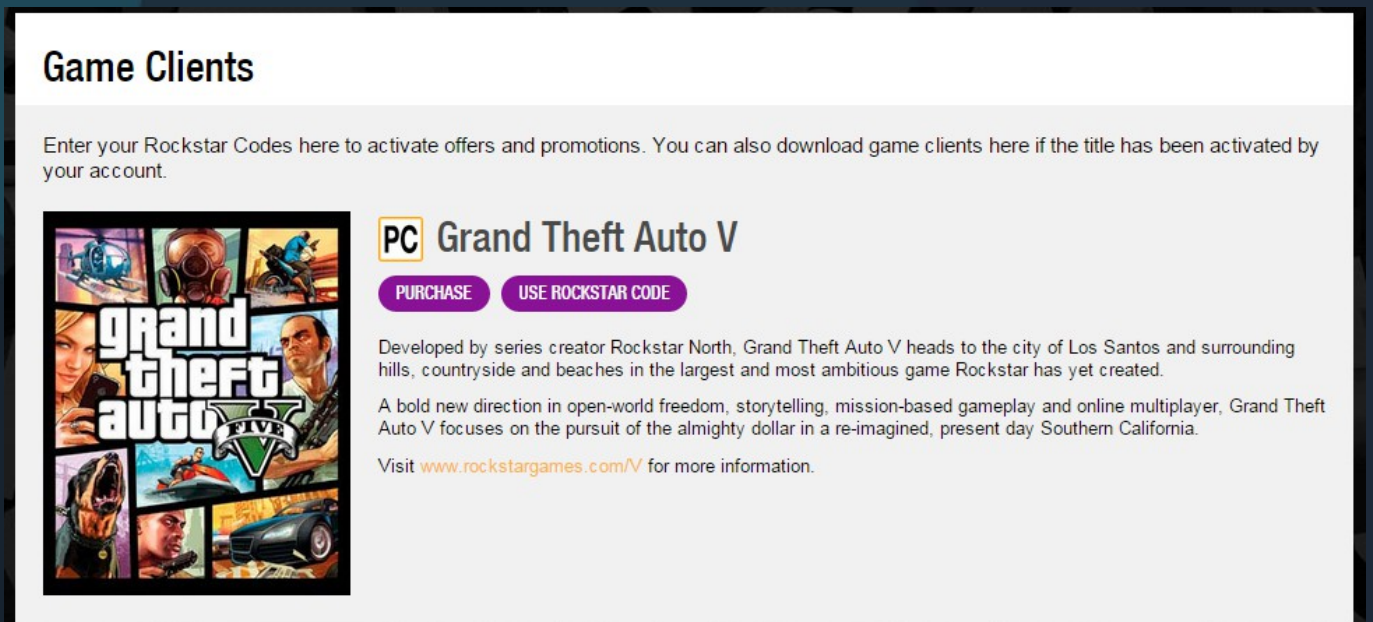 Game Clients
Enter your Rockstar Codes here to activate offers and promotions. You can also download game clients here if the title has been activated by
your account.
PC Grand Theft Auto V
PURCHASE USE ROCKSTAR CODE
Developed by series creator Rockstar North, Grand Theft Auto V heads to the city of Los Santos and surrounding
hills, countryside and beaches in the largest and most ambitious game Rockstar has yet created.
A bold new direction in open-world freedom, storytelling, mission-based gameplay and online multiplayer, Grand Theft
Auto V focuses on the pursuit of the almighty dollar in a re-imagined, present day Southern California.
Visit www.rockstargames.com/V for more information.
grand
theft
auto V
FIVE